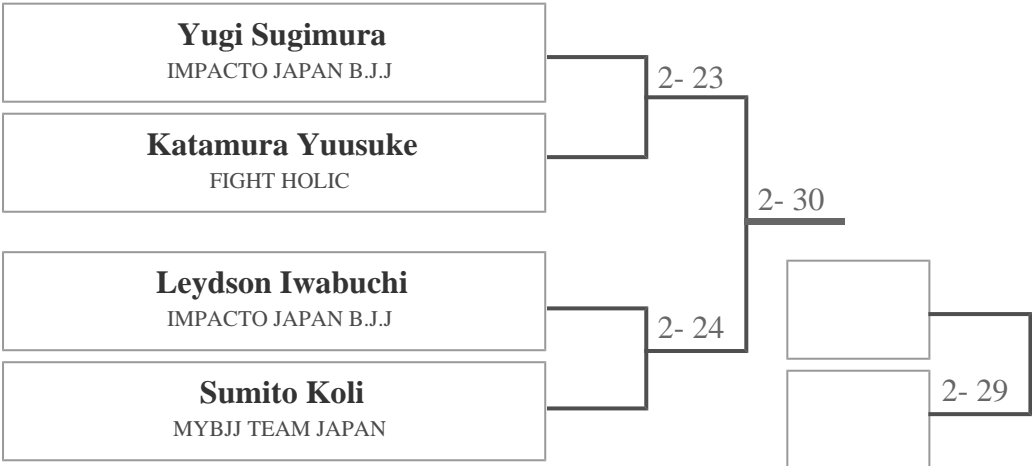 Yugi Sugimura
IMPACTO JAPAN B.J.J
2- 23
Katamura Yuusuke
FIGHT HOLIC
2- 30
Leydson Iwabuchi
IMPACTO JAPAN B.J.J
2- 24
Sumito Koli
MYBJJ TEAM JAPAN
2- 29